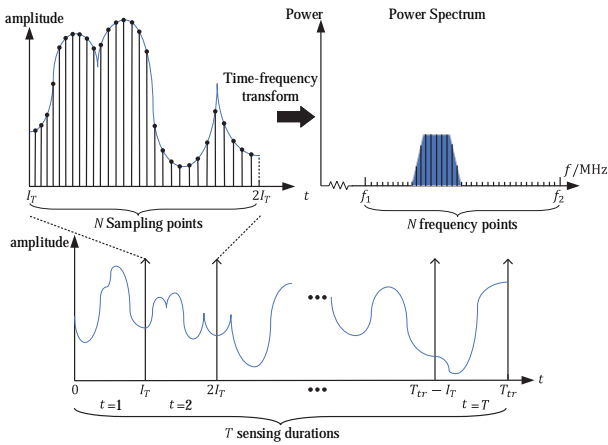 amplitude
I_T
2I_T
t
N Sampling points
Time-frequency
transform
Power
Power Spectrum
f/MHz
f_1
f_2
N frequency points
amplitude
•••
0
I_T
2I_T
•••
T_tr − I_T
T_tr
t
t=1
t=2
t = T
T sensing durations